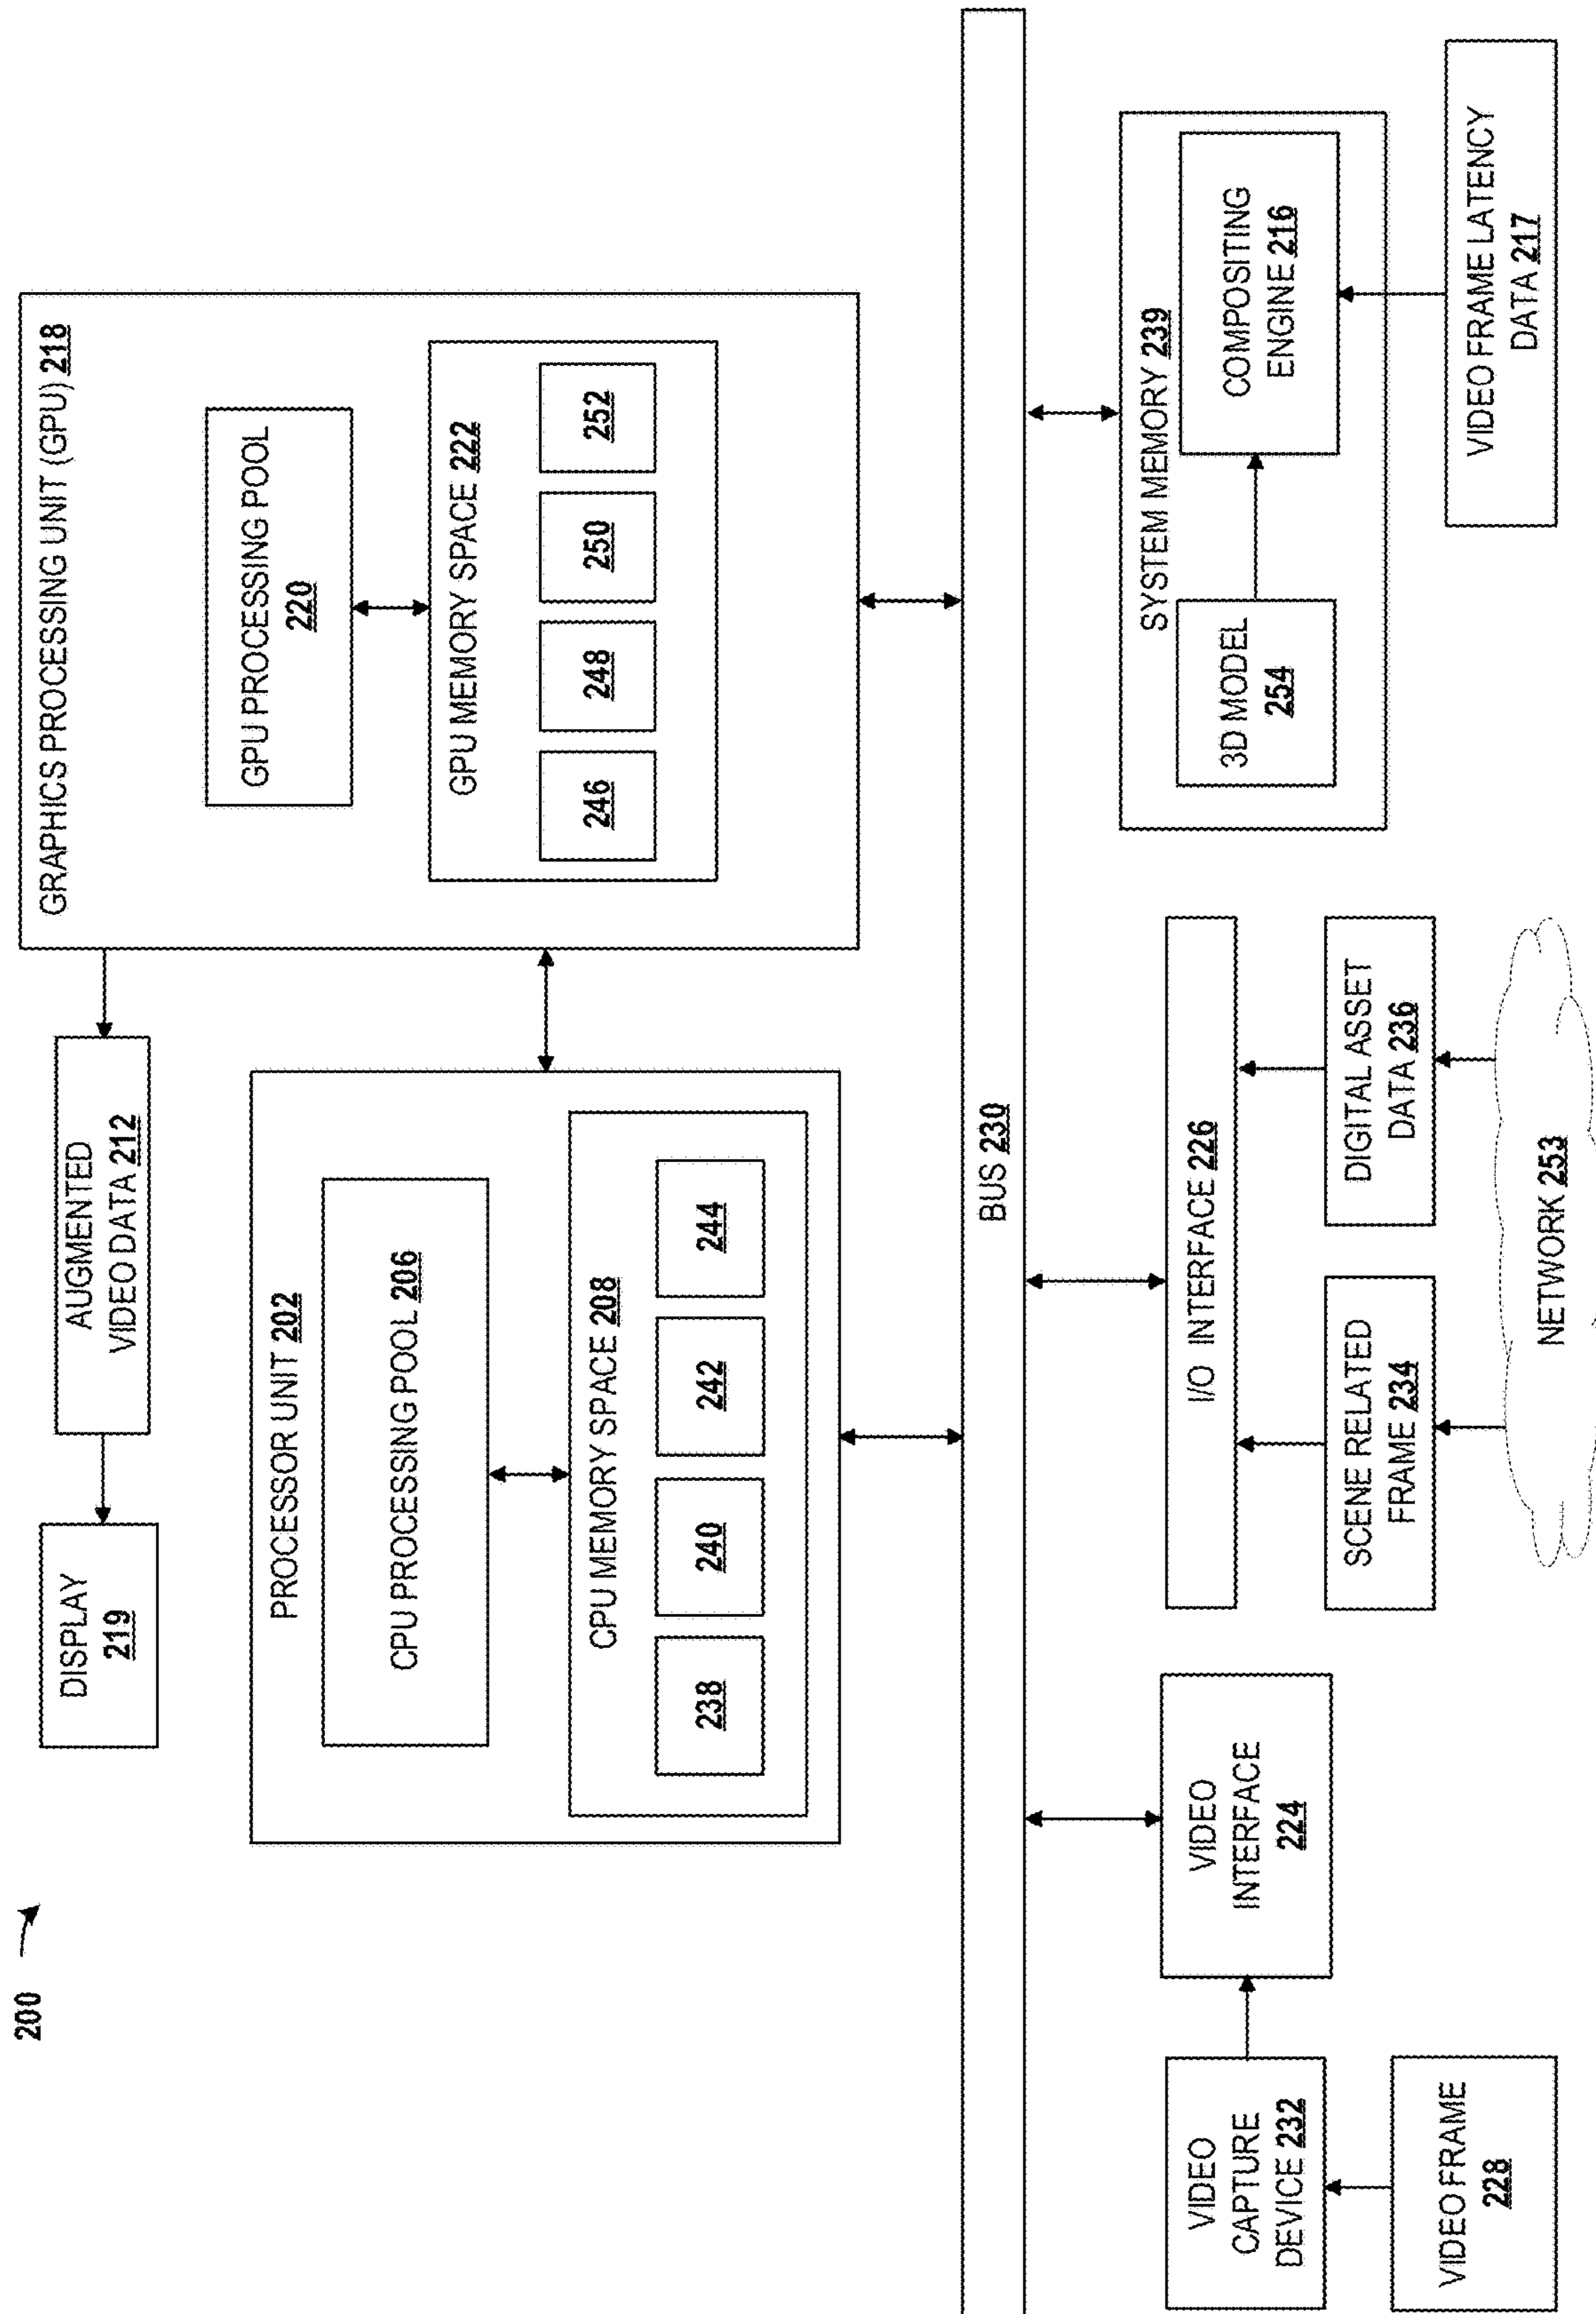 200
DISPLAY
219
AUGMENTED
VIDEO DATA 212
GRAPHICS PROCESSING UNIT (GPU) 218
GPU PROCESSING POOL
220
GPU MEMORY SPACE 222
246
248
250
252
PROCESSOR UNIT 202
CPU PROCESSING POOL 206
CPU MEMORY SPACE 208
238
240
242
244
BUS 230
VIDEO
INTERFACE
224
VIDEO
CAPTURE
DEVICE 232
VIDEO FRAME
228
I/O INTERFACE 226
SCENE RELATED
FRAME 234
DIGITAL ASSET
DATA 236
NETWORK 253
SYSTEM MEMORY 239
3D MODEL
254
COMPOSITING
ENGINE 216
VIDEO FRAME LATENCY
DATA 217